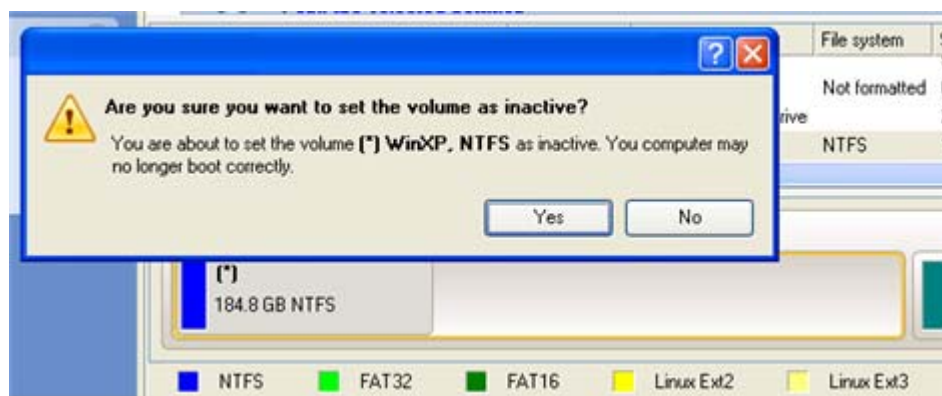 File system
Are you sure you want to set the volume as inactive?
Not formatted
You are about to set the volume (*) WinXP, NTFS as inactive. You computer may
NTFS
no longer boot correctly.
Yes No
(*)
184.8 GB NTFS
NTFS FAT32 FAT16 Linux Ext2 Linux Ext3